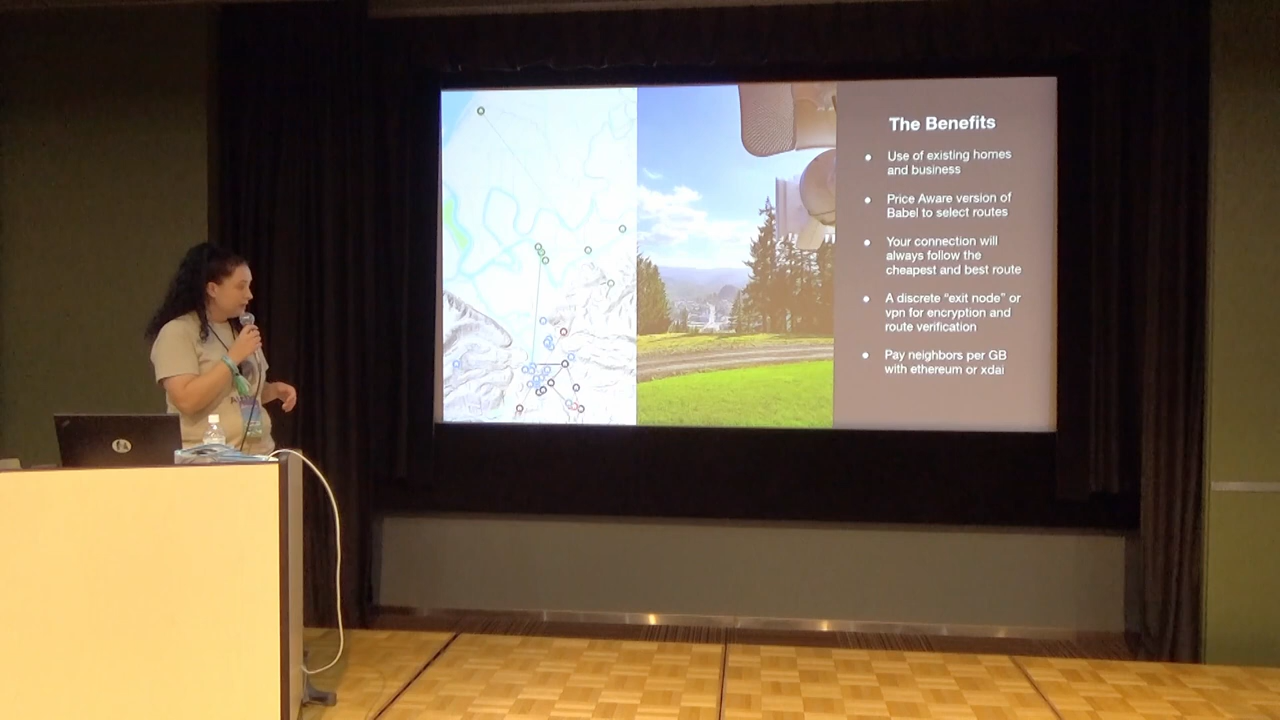 The Benefits
Use of existing homes
and business
Price Aware version of
Babel to select routes
Your connection will
always follow the
cheapest and best route
A discrete "exit node" or
vpn for encryption and
route verification
Pay neighbors per GB
with ethereum or xdai